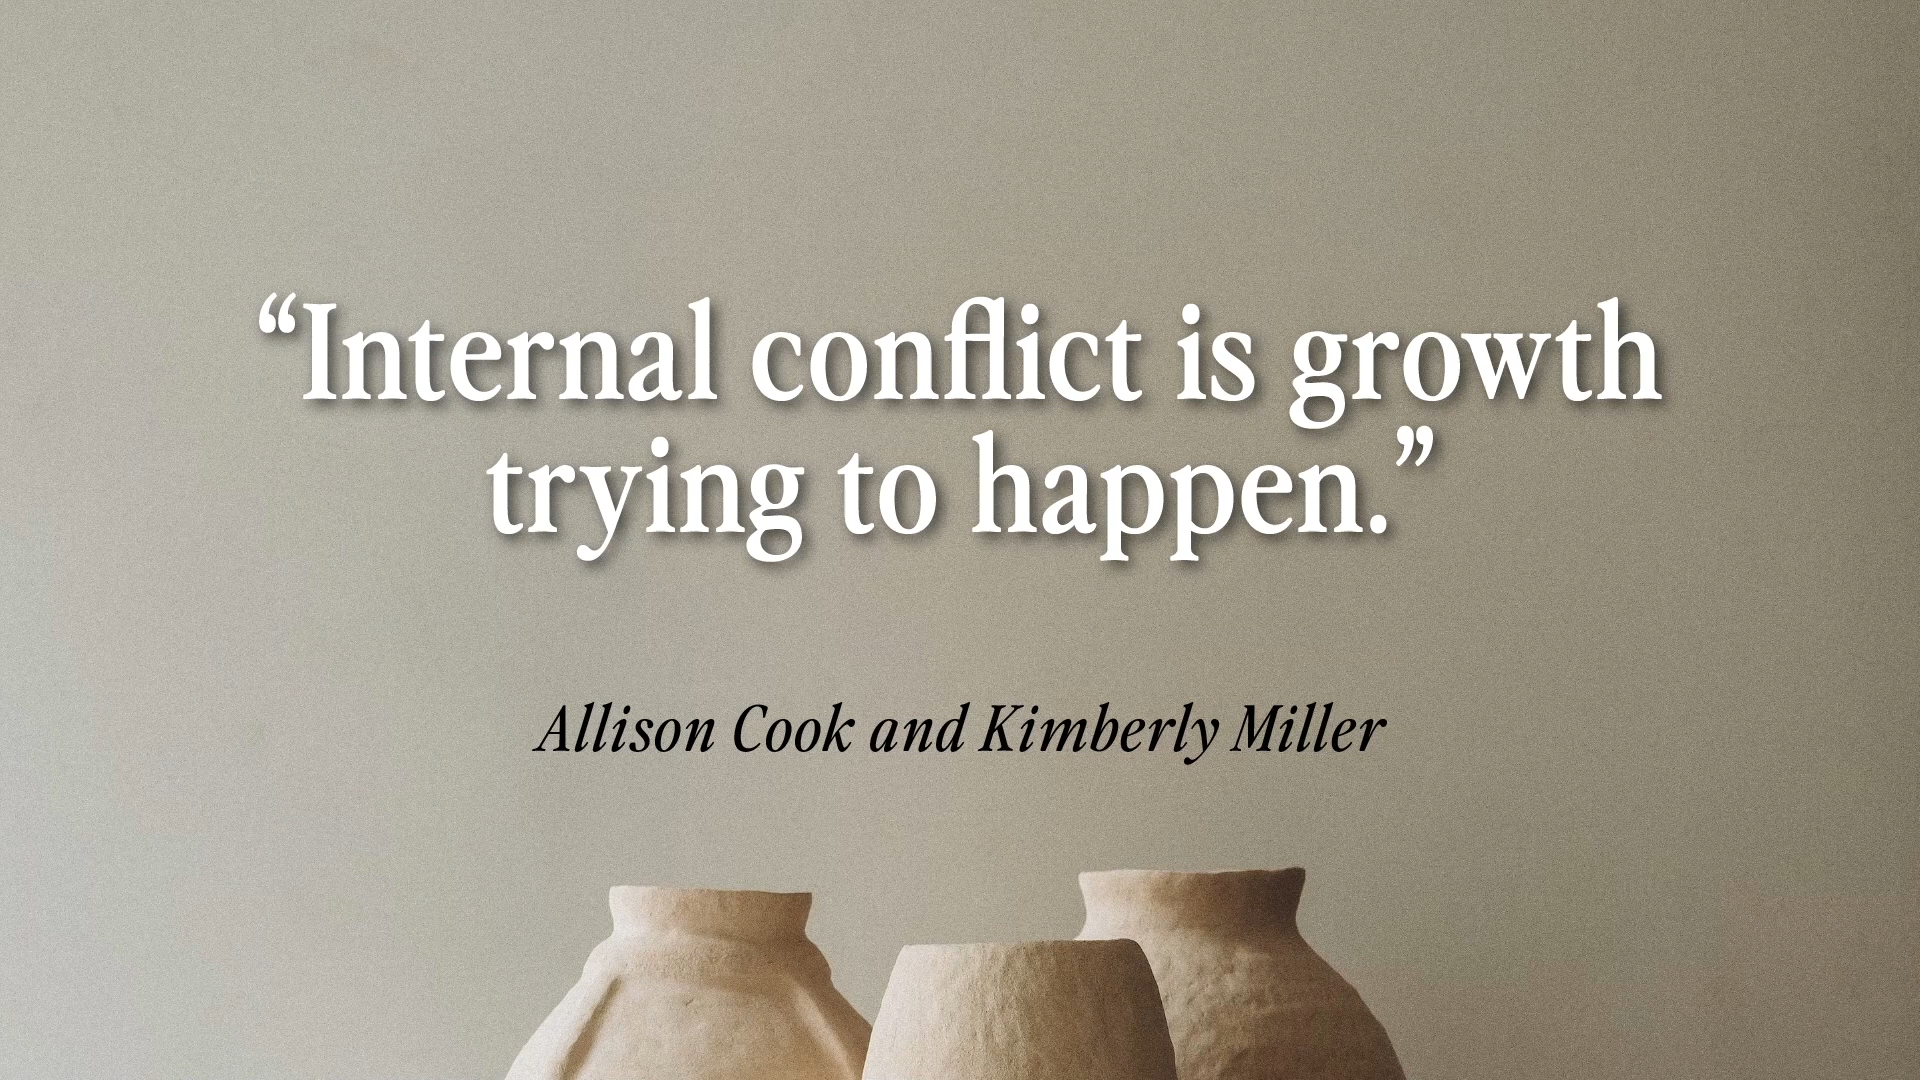 “Internal conflict is growth
trying to happen.”
Allison Cook and Kimberly Miller